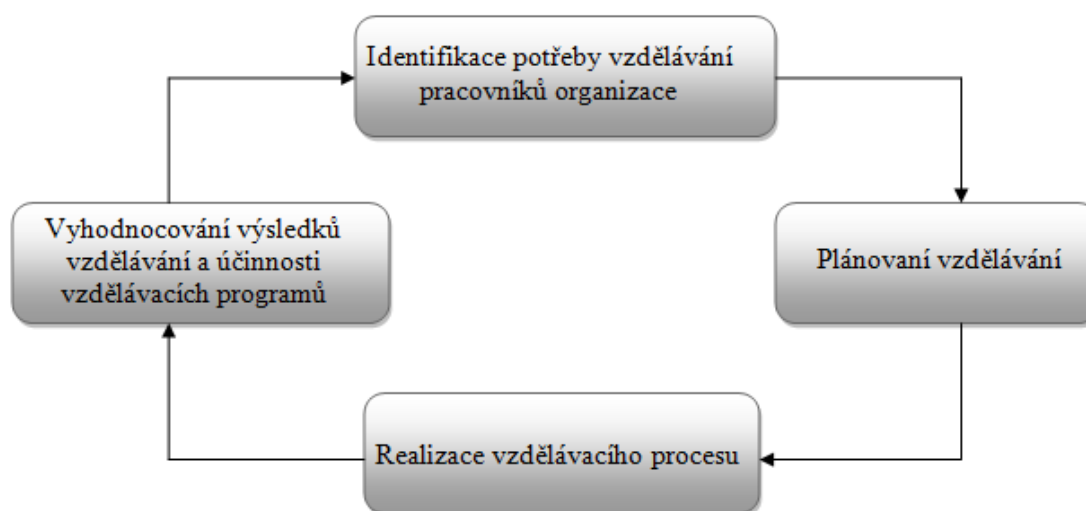 Identifikace potřeby vzdělávání
pracovníků organizace
Vyhodnocování výsledků
vzdělávání a účinnosti
vzdělávacích programů
Plánovaní vzdělávání
Realizace vzdělávacího procesu